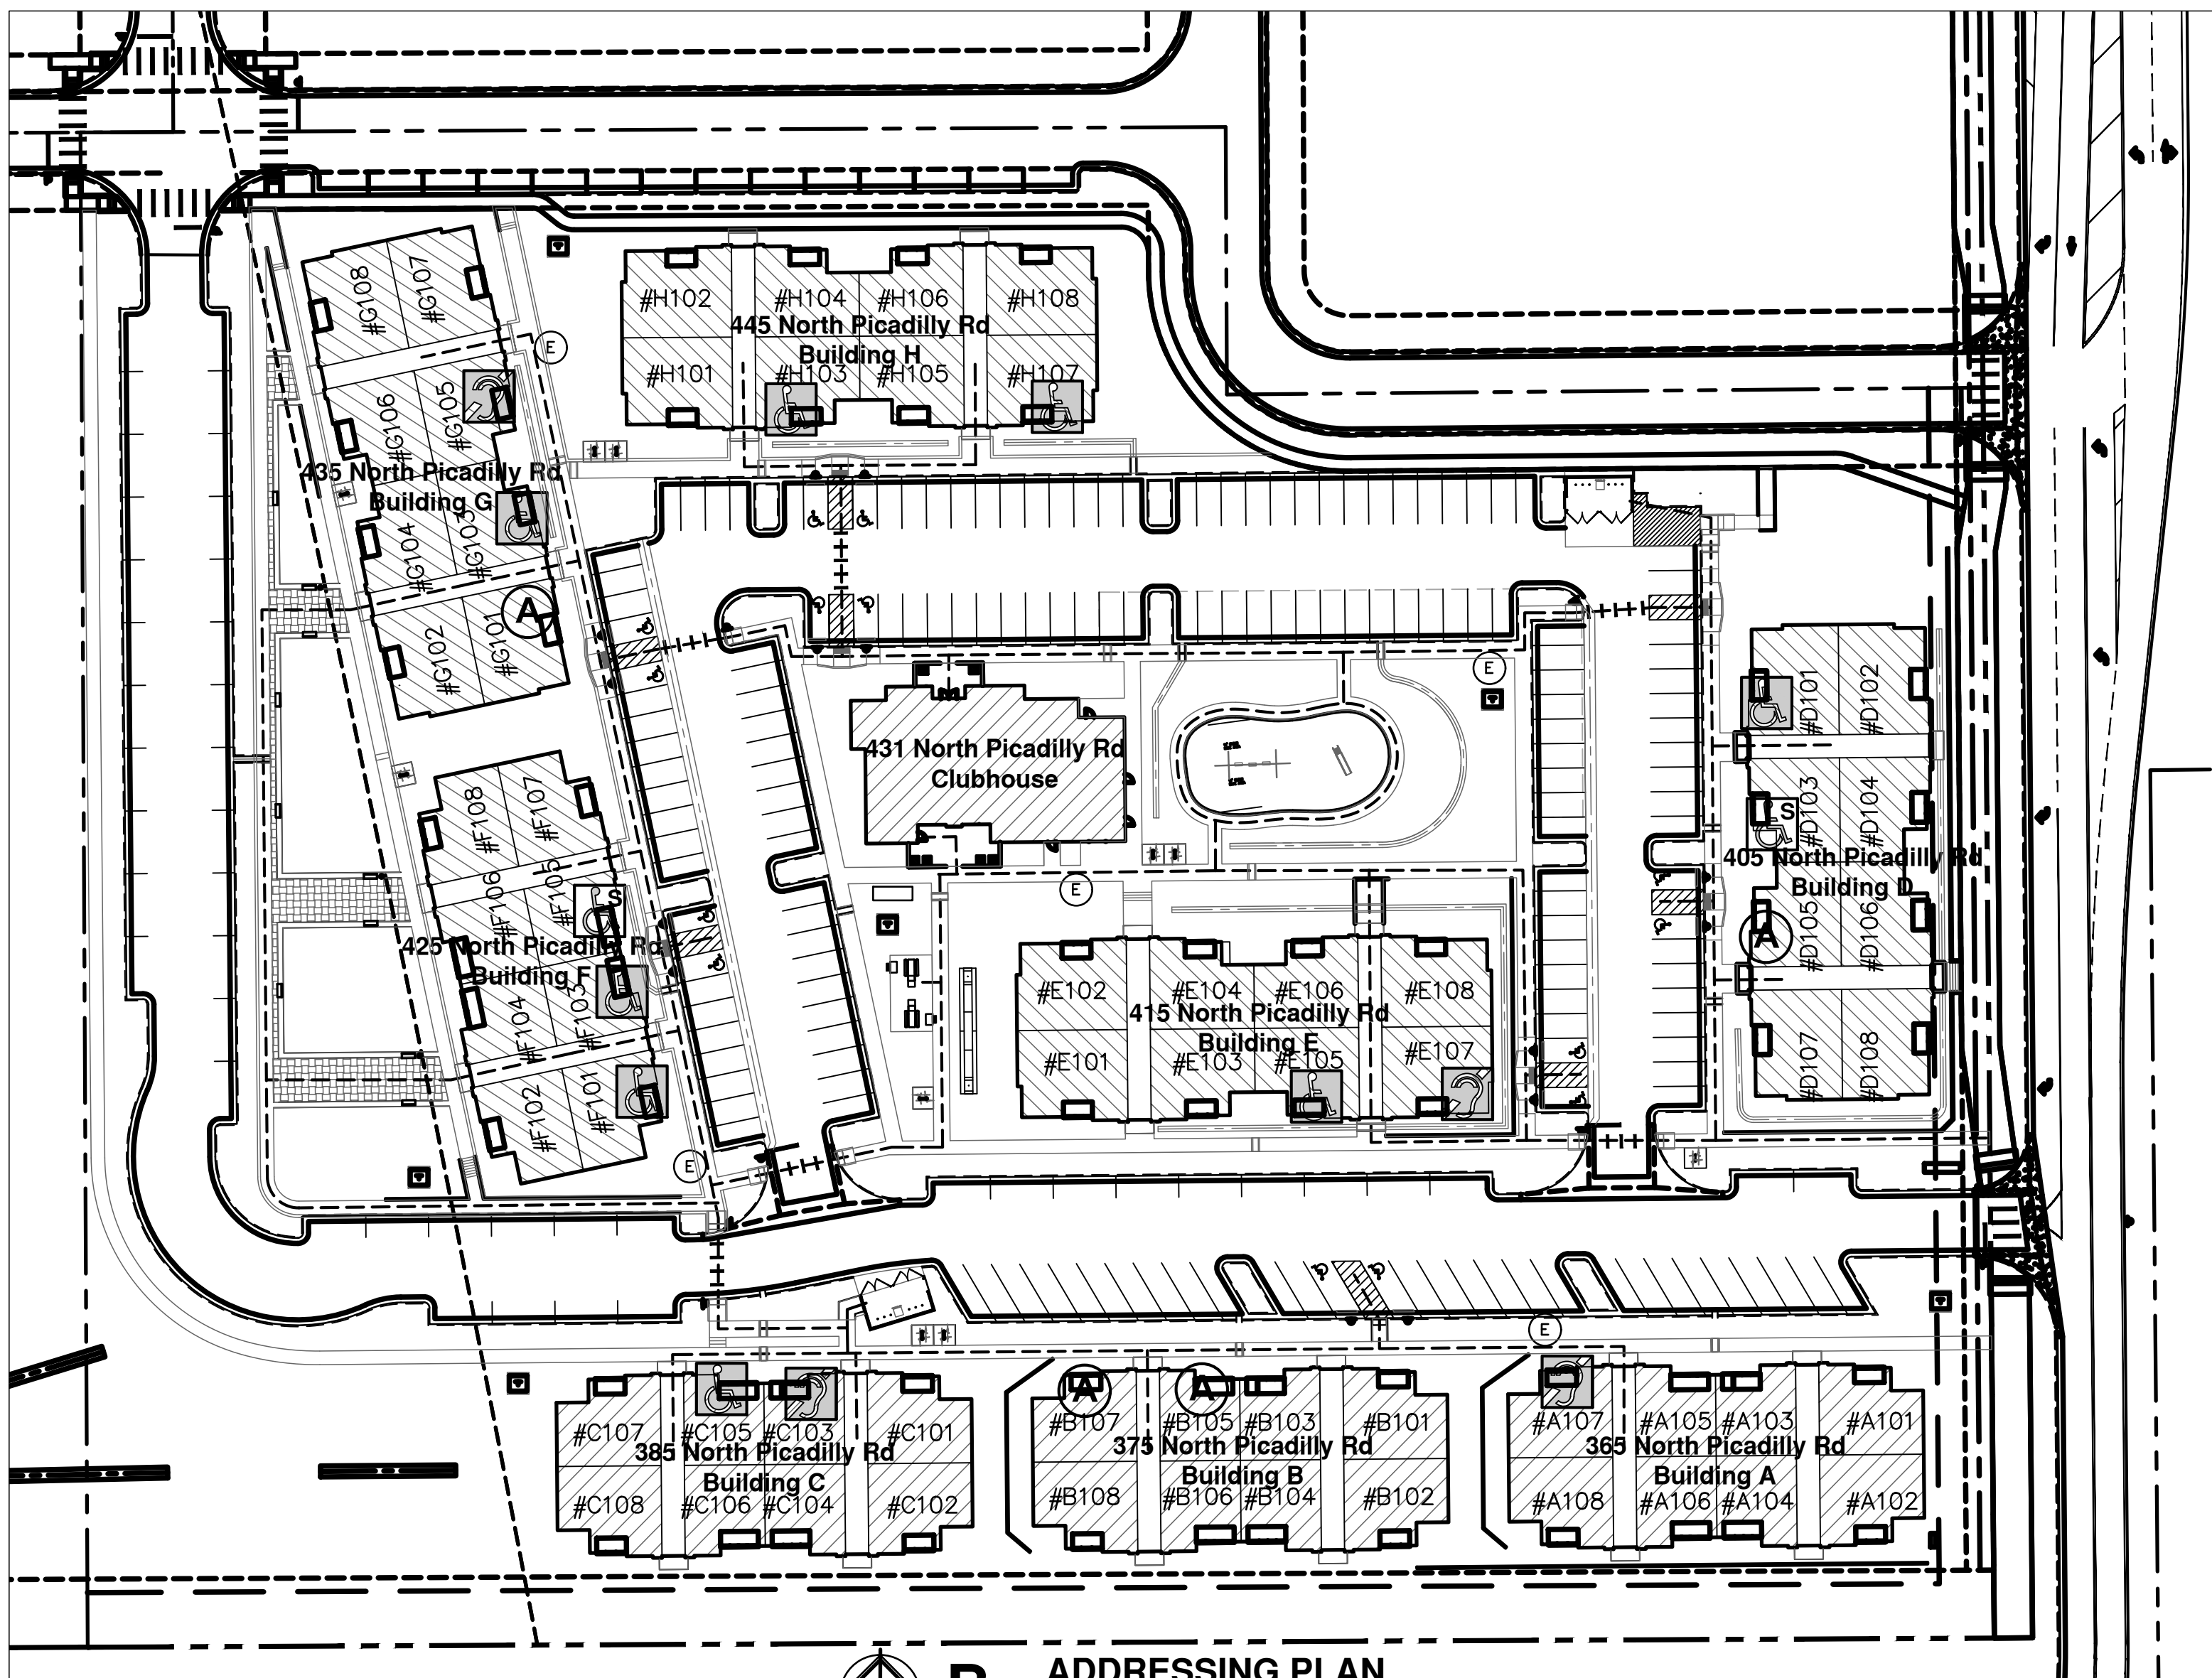 #H102 #H104 #H106 #H108
445 North Picadilly Rd
Building H
#H101 #H103 #H105 #H107
#G108 #G107
E
#G106 #G105
435 North Picadilly Rd
Building G
#G104 #G103
A
#G102 #G101
E
431 North Picadilly Rd
Clubhouse
#D101 #D102
S
#D103 #D104
405 North Picadilly Rd
Building D
#D105 #D106
A
#D107 #D108
#F108 #F107
#F106 #F105
S
425 North Picadilly Rd
Building F
#F104 #F103
#F102 #F101
E
E
#E102 #E104 #E106 #E108
415 North Picadilly Rd
Building E
#E101 #E103 #E105 #E107
E
#C107 #C105 #C103 #C101
385 North Picadilly Rd
Building C
#C108 #C106 #C104 #C102
A A
#B107 #B105 #B103 #B101
375 North Picadilly Rd
Building B
#B108 #B106 #B104 #B102
#A107 #A105 #A103 #A101
365 North Picadilly Rd
Building A
#A108 #A106 #A104 #A102
ADDRESSING PLAN